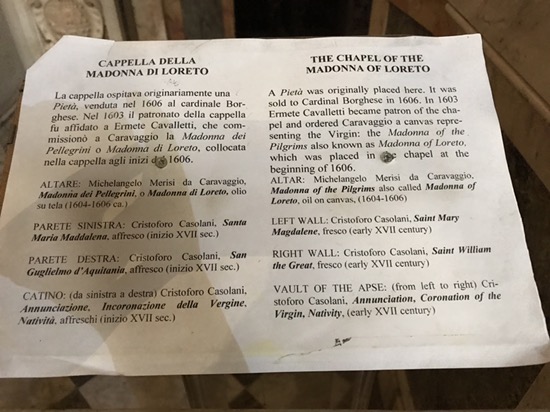 CAPPELLA DELLA
MADONNA DI LORETO
La cappella ospitava originariamente una
Pietà, venduta nel 1606 al cardinale Bor-
ghese. Nel 1603 il patronato della cappella
fu affidato a Ermete Cavalletti, che com-
missionò a Caravaggio la Madonna dei
Pellegrini o Madonna di Loreto, collocata
nella cappella agli inizi del 1606.
ALTARE: Michelangelo Merisi da Caravaggio,
Madonna dei Pellegrini, o Madonna di Loreto, olio
su tela (1604-1606 ca.)
PARETE SINISTRA: Cristoforo Casolani, Santa
Maria Maddalena, affresco (inizio XVII sec.)
PARETE DESTRA: Cristoforo Casolani, San
Guglielmo d'Aquitania, affresco (inizio XVII sec.)
CATINO: (da sinistra a destra) Cristoforo Casolani,
Annunciazione, Incoronazione della Vergine,
Natività, affreschi (inizio XVII sec.)
THE CHAPEL OF THE
MADONNA OF LORETO
A Pietà was originally placed here. It was
sold to Cardinal Borghese in 1606. In 1603
Ermete Cavalletti became patron of the cha-
pel and ordered Caravaggio a canvas repre-
senting the Virgin: the Madonna of the
Pilgrims also known as Madonna of Loreto,
which was placed in chapel at the
beginning of 1606.
ALTAR: Michelangelo Merisi da Caravaggio,
Madonna of the Pilgrims also called Madonna of
Loreto, oil on canvas, (1604-1606)
LEFT WALL: Cristoforo Casolani, Saint Mary
Magdalene, fresco (early XVII century)
RIGHT WALL: Cristoforo Casolani, Saint William
the Great, fresco (early XVII century)
VAULT OF THE APSE: (from left to right) Cri-
stoforo Casolani, Annunciation, Coronation of the
Virgin, Nativity, (early XVII century)